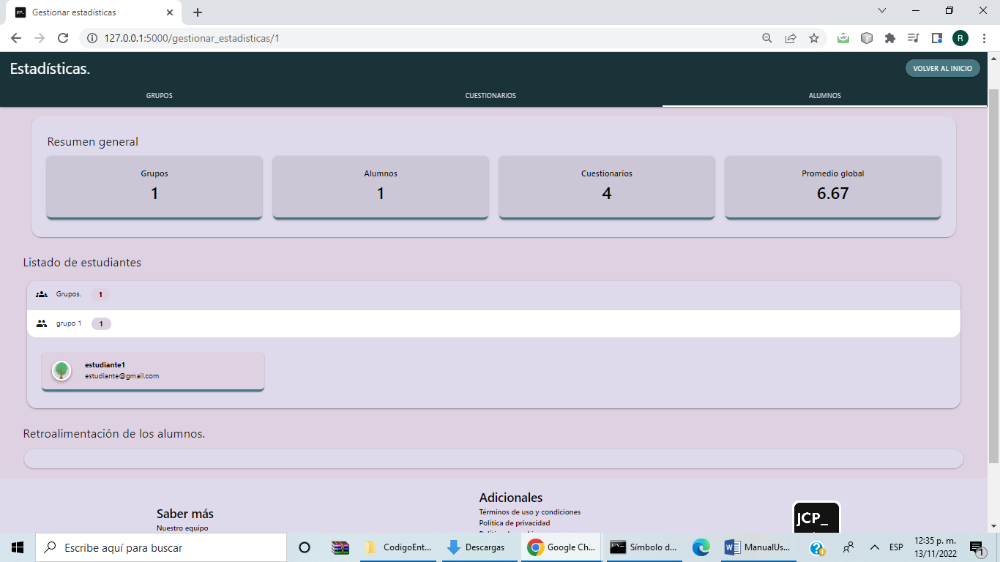 Gestionar estadísticas
127.0.0.1:5000/gestionar_estadisticas/1
R
Estadísticas.
VOLVER AL INICIO
GRUPOS
CUESTIONARIOS
ALUMNOS
Resumen general
Grupos
1
Alumnos
1
Cuestionarios
4
Promedio global
6.67
Listado de estudiantes
Grupos. 1
grupo 1 1
estudiante1
estudiante@gmail.com
Retroalimentación de los alumnos.
Saber más
Nuestro equipo
Adicionales
Términos de uso y condiciones
Política de privacidad
JCP_
Escribe aquí para buscar
CodigoEnt...
Descargas
Google Ch...
Símbolo d...
ManualUs...
ESP
12:35 p. m.
13/11/2022
1